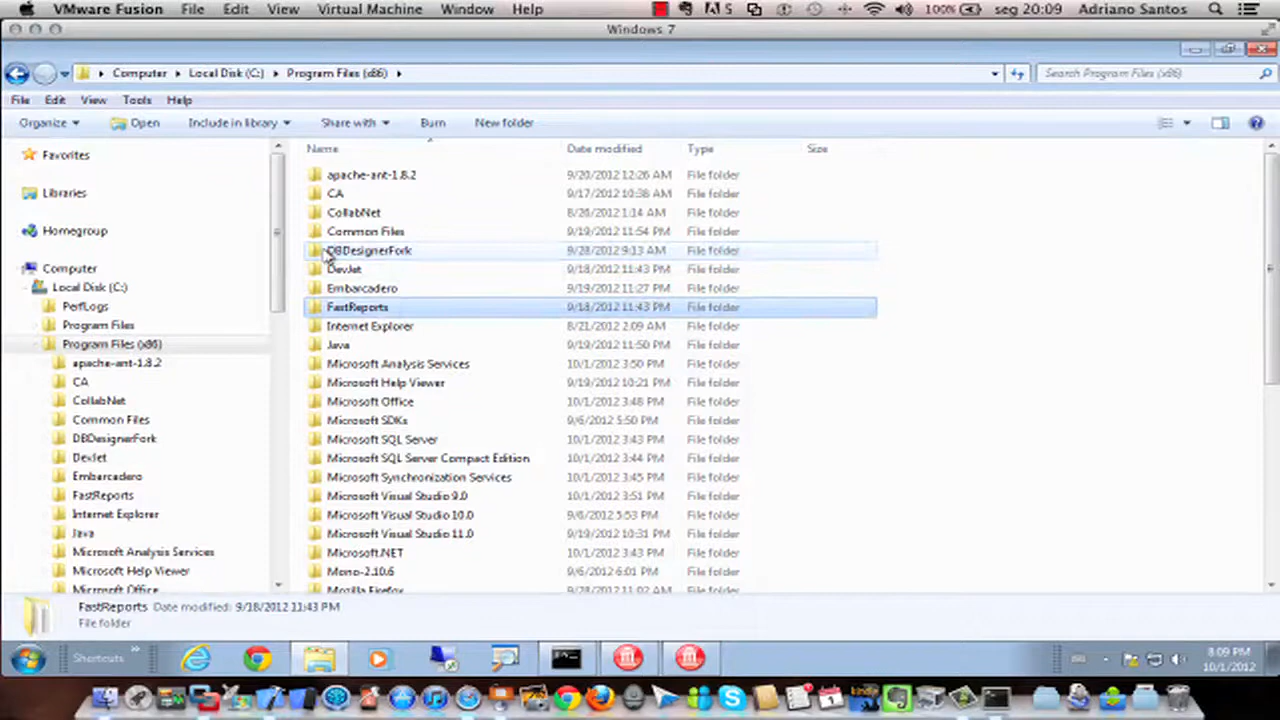 VMware Fusion File Edit View Virtual Machine Window Help 5 100% seg 20:09 Adriano Santos
Windows 7
Computer Local Disk (C:) Program Files (x86) Search Program Files (x86)
File Edit View Tools Help
Organize Open Include in library Share with Burn New folder
Favorites
Libraries
Homegroup
Computer
Local Disk (C:)
PerfLogs
Program Files
Program Files (x86)
apache-ant-1.8.2
CA
CollabNet
Common Files
DBDesignerFork
DevJet
Embarcadero
FastReports
Internet Explorer
Java
Microsoft Analysis Services
Microsoft Help Viewer
Microsoft Office
Name Date modified Type Size
apache-ant-1.8.2 9/20/2012 12:26 AM File folder
CA 9/17/2012 10:38 AM File folder
CollabNet 8/26/2012 1:14 AM File folder
Common Files 9/19/2012 11:54 PM File folder
DBDesignerFork 9/28/2012 9:13 AM File folder
DevJet 9/18/2012 11:43 PM File folder
Embarcadero 9/19/2012 11:27 PM File folder
FastReports 9/18/2012 11:43 PM File folder
Internet Explorer 8/21/2012 2:09 AM File folder
Java 9/19/2012 11:50 PM File folder
Microsoft Analysis Services 10/1/2012 3:50 PM File folder
Microsoft Help Viewer 9/19/2012 10:21 PM File folder
Microsoft Office 10/1/2012 3:48 PM File folder
Microsoft SDKs 9/6/2012 5:50 PM File folder
Microsoft SQL Server 10/1/2012 3:43 PM File folder
Microsoft SQL Server Compact Edition 10/1/2012 3:44 PM File folder
Microsoft Synchronization Services 10/1/2012 3:45 PM File folder
Microsoft Visual Studio 9.0 10/1/2012 3:51 PM File folder
Microsoft Visual Studio 10.0 9/6/2012 5:53 PM File folder
Microsoft Visual Studio 11.0 9/19/2012 10:31 PM File folder
Microsoft.NET 10/1/2012 3:43 PM File folder
Mono-2.10.6 9/6/2012 6:01 PM File folder
Mozilla Firefox 9/28/2012 11:02 AM File folder
FastReports Date modified: 9/18/2012 11:43 PM
File folder
Shortcuts
8:09 PM
10/1/2012